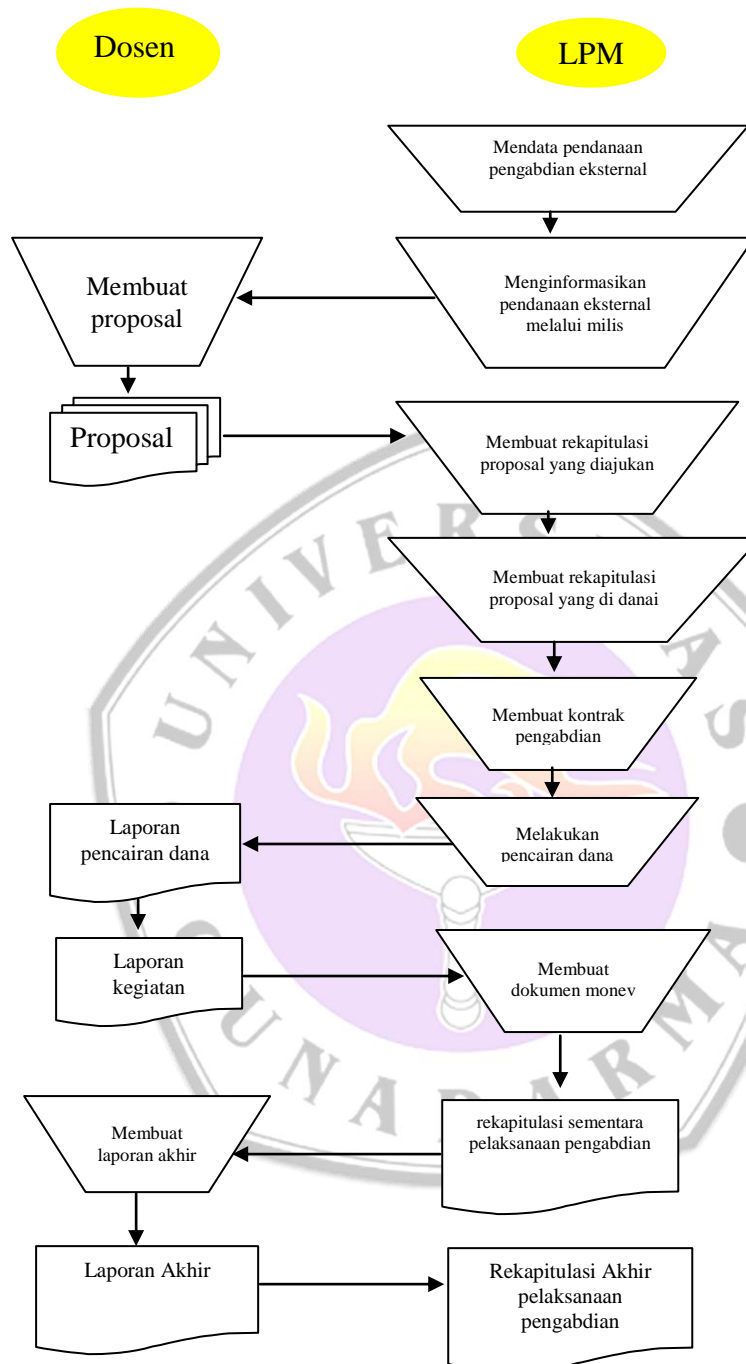 Dosen
LPM
Mendata pendanaan
pengabdian eksternal
Menginformasikan
pendanaan eksternal
melalui milis
Membuat
proposal
Proposal
Membuat rekapitulasi
proposal yang diajukan
Membuat rekapitulasi
proposal yang di danai
Membuat kontrak
pengabdian
Melakukan
pencairan dana
Laporan
pencairan dana
Laporan
kegiatan
Membuat
dokumen monev
rekapitulasi sementara
pelaksanaan pengabdian
Membuat
laporan akhir
Laporan Akhir
Rekapitulasi Akhir
pelaksanaan
pengabdian
UNIVERSITAS
GUNADARMA